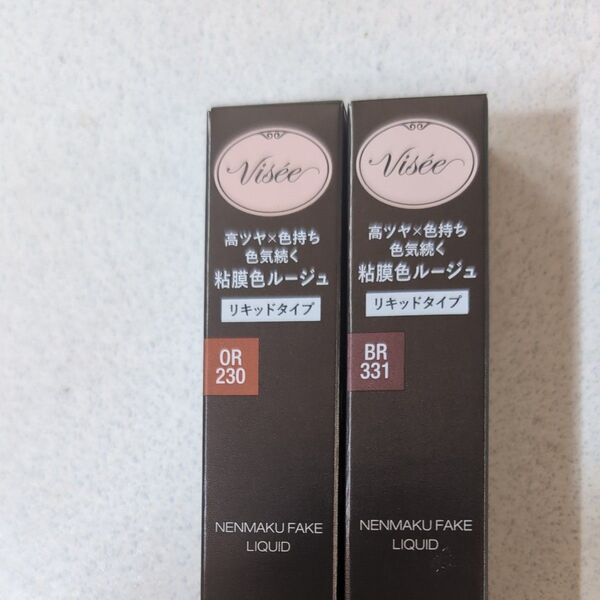 Visée
高ツヤ×色持ち
色気続く
粘膜色ルージュ
リキッドタイプ
OR
230
NENMAKU FAKE
LIQUID
Visée
高ツヤ×色持ち
色気続く
粘膜色ルージュ
リキッドタイプ
BR
331
NENMAKU FAKE
LIQUID